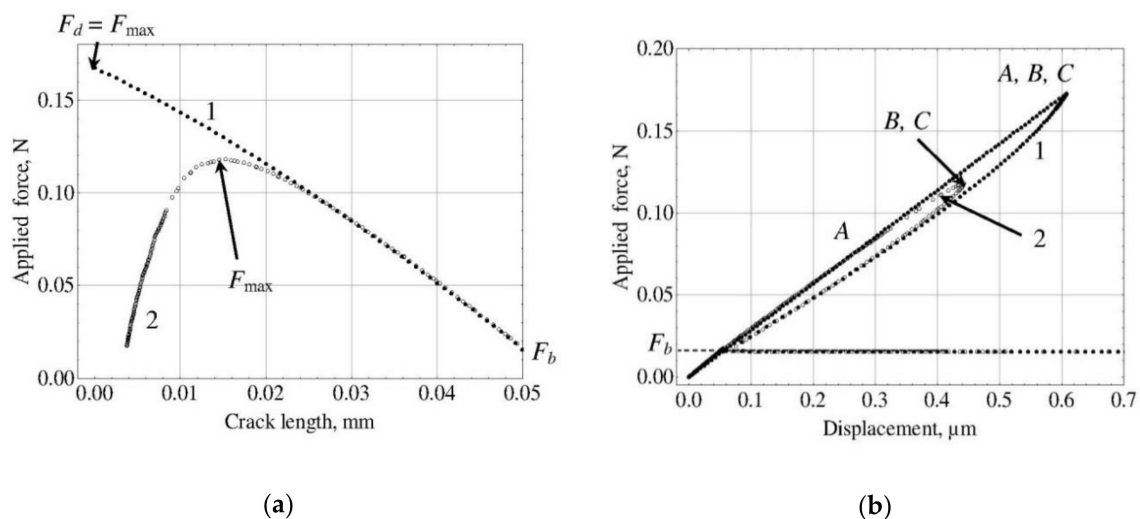 F_d = F_max
Applied force, N
0.15
0.10
0.05
0.00
1
2
F_max
F_b
0.00 0.01 0.02 0.03 0.04 0.05
Crack length, mm
(a)
Applied force, N
0.20
0.15
0.10
0.05
F_b
0.00
A, B, C
B, C
1
A
2
0.0 0.1 0.2 0.3 0.4 0.5 0.6 0.7
Displacement, µm
(b)